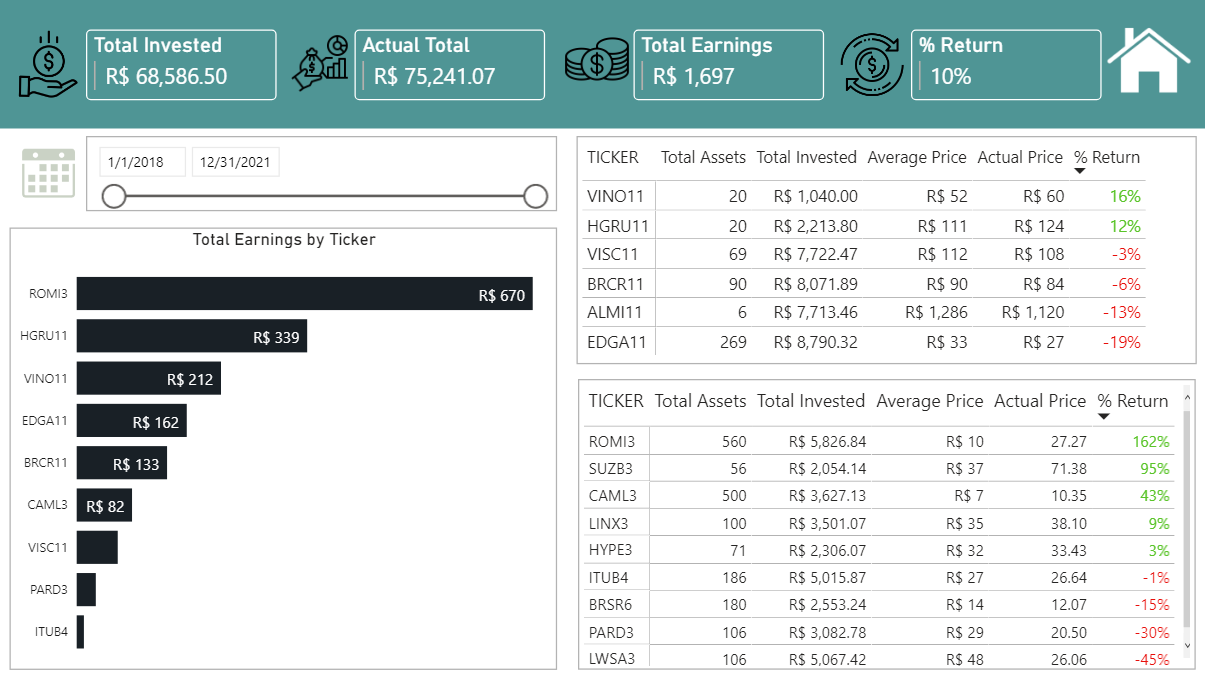 Total Invested
R$ 68,586.50
Actual Total
R$ 75,241.07
Total Earnings
R$ 1,697
% Return
10%
1/1/2018 12/31/2021
Total Earnings by Ticker
ROMI3 R$ 670
HGRU11 R$ 339
VINO11 R$ 212
EDGA11 R$ 162
BRCR11 R$ 133
CAML3 R$ 82
VISC11
PARD3
ITUB4
TICKER Total Assets Total Invested Average Price Actual Price % Return
VINO11 20 R$ 1,040.00 R$ 52 R$ 60 16%
HGRU11 20 R$ 2,213.80 R$ 111 R$ 124 12%
VISC11 69 R$ 7,722.47 R$ 112 R$ 108 -3%
BRCR11 90 R$ 8,071.89 R$ 90 R$ 84 -6%
ALMI11 6 R$ 7,713.46 R$ 1,286 R$ 1,120 -13%
EDGA11 269 R$ 8,790.32 R$ 33 R$ 27 -19%
TICKER Total Assets Total Invested Average Price Actual Price % Return
ROMI3 560 R$ 5,826.84 R$ 10 27.27 162%
SUZB3 56 R$ 2,054.14 R$ 37 71.38 95%
CAML3 500 R$ 3,627.13 R$ 7 10.35 43%
LINX3 100 R$ 3,501.07 R$ 35 38.10 9%
HYPE3 71 R$ 2,306.07 R$ 32 33.43 3%
ITUB4 186 R$ 5,015.87 R$ 27 26.64 -1%
BRSR6 180 R$ 2,553.24 R$ 14 12.07 -15%
PARD3 106 R$ 3,082.78 R$ 29 20.50 -30%
LWSA3 106 R$ 5,067.42 R$ 48 26.06 -45%